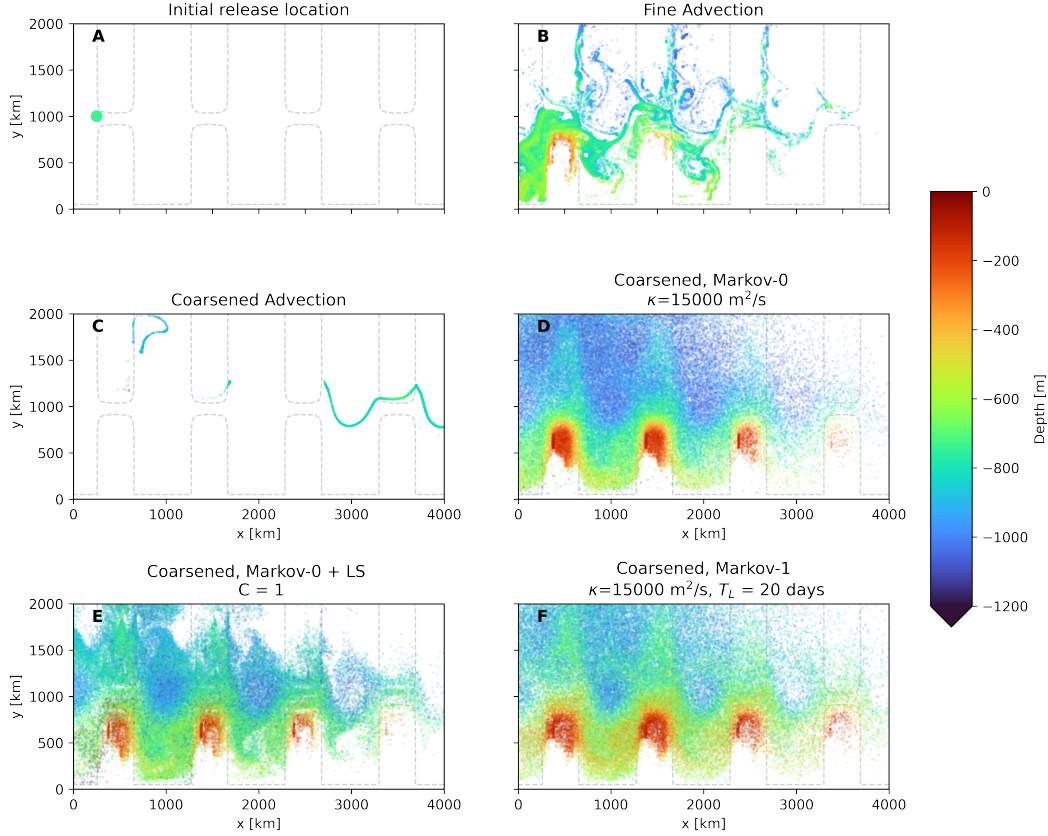 Initial release location
Fine Advection
A
B
2000
1500
1000
500
0
y [km]
Coarsened Advection
Coarsened, Markov-0
κ=15000 m²/s
C
D
2000
1500
1000
500
0
y [km]
0 1000 2000 3000 4000
x [km]
0 1000 2000 3000 4000
x [km]
Coarsened, Markov-0 + LS
C = 1
Coarsened, Markov-1
κ=15000 m²/s, T_L = 20 days
E
F
2000
1500
1000
500
0
y [km]
0 1000 2000 3000 4000
x [km]
0 1000 2000 3000 4000
x [km]
0
−200
−400
−600
−800
−1000
−1200
Depth [m]